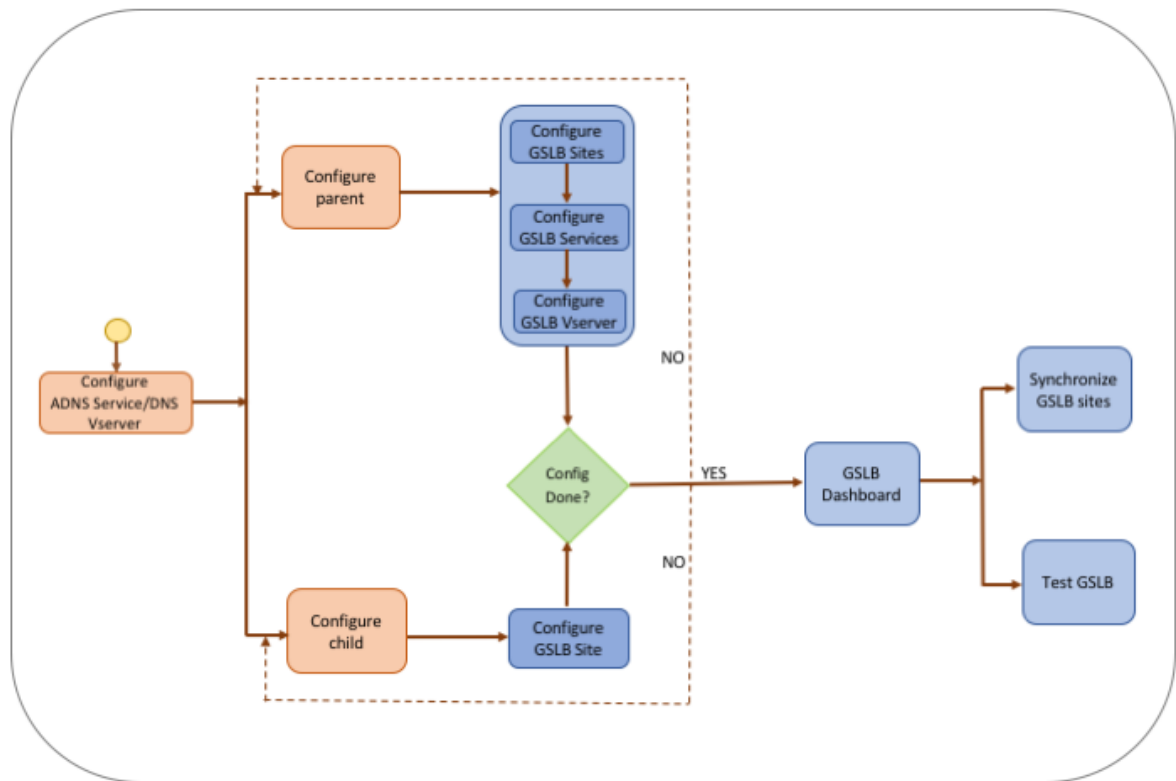 Configure
GSLB Sites
Configure
parent
Configure
GSLB Services
Configure
GSLB Vserver
NO
Configure
ADNS Service/DNS
Vserver
Synchronize
GSLB sites
Config
Done?
YES
GSLB
Dashboard
NO
Test GSLB
Configure
child
Configure
GSLB Site